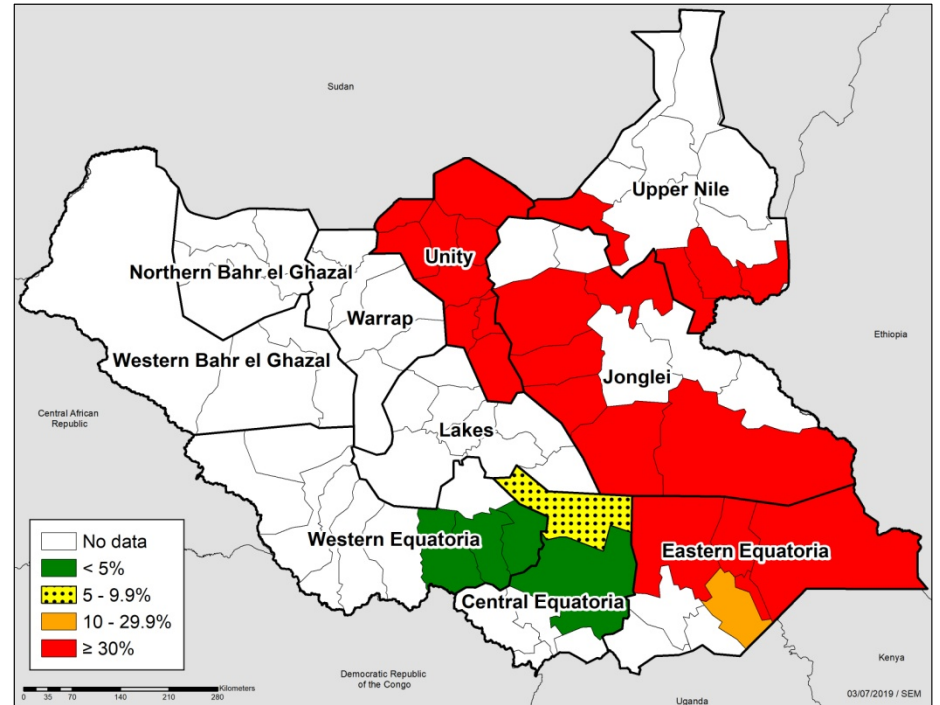 Sudan
Upper Nile
Unity
Northern Bahr el Ghazal
Warrap
Ethiopia
Western Bahr el Ghazal
Jonglei
Central African
Republic
Lakes
No data
< 5%
5 - 9.9%
10 - 29.9%
≥ 30%
Western Equatoria
Eastern Equatoria
Central Equatoria
Kenya
Democratic Republic
of the Congo
Uganda
Kilometers
0 35 70 140 210 280
03/07/2019 / SEM